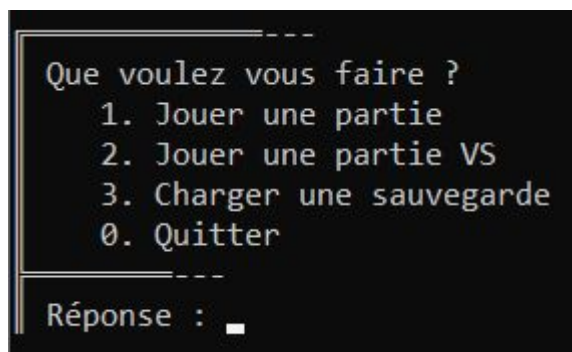 Que voulez vous faire ?
1. Jouer une partie
2. Jouer une partie VS
3. Charger une sauvegarde
0. Quitter
Réponse :